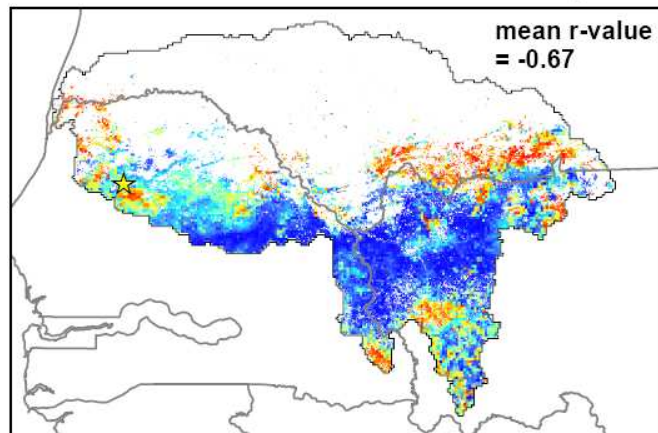 mean r-value
= -0.67